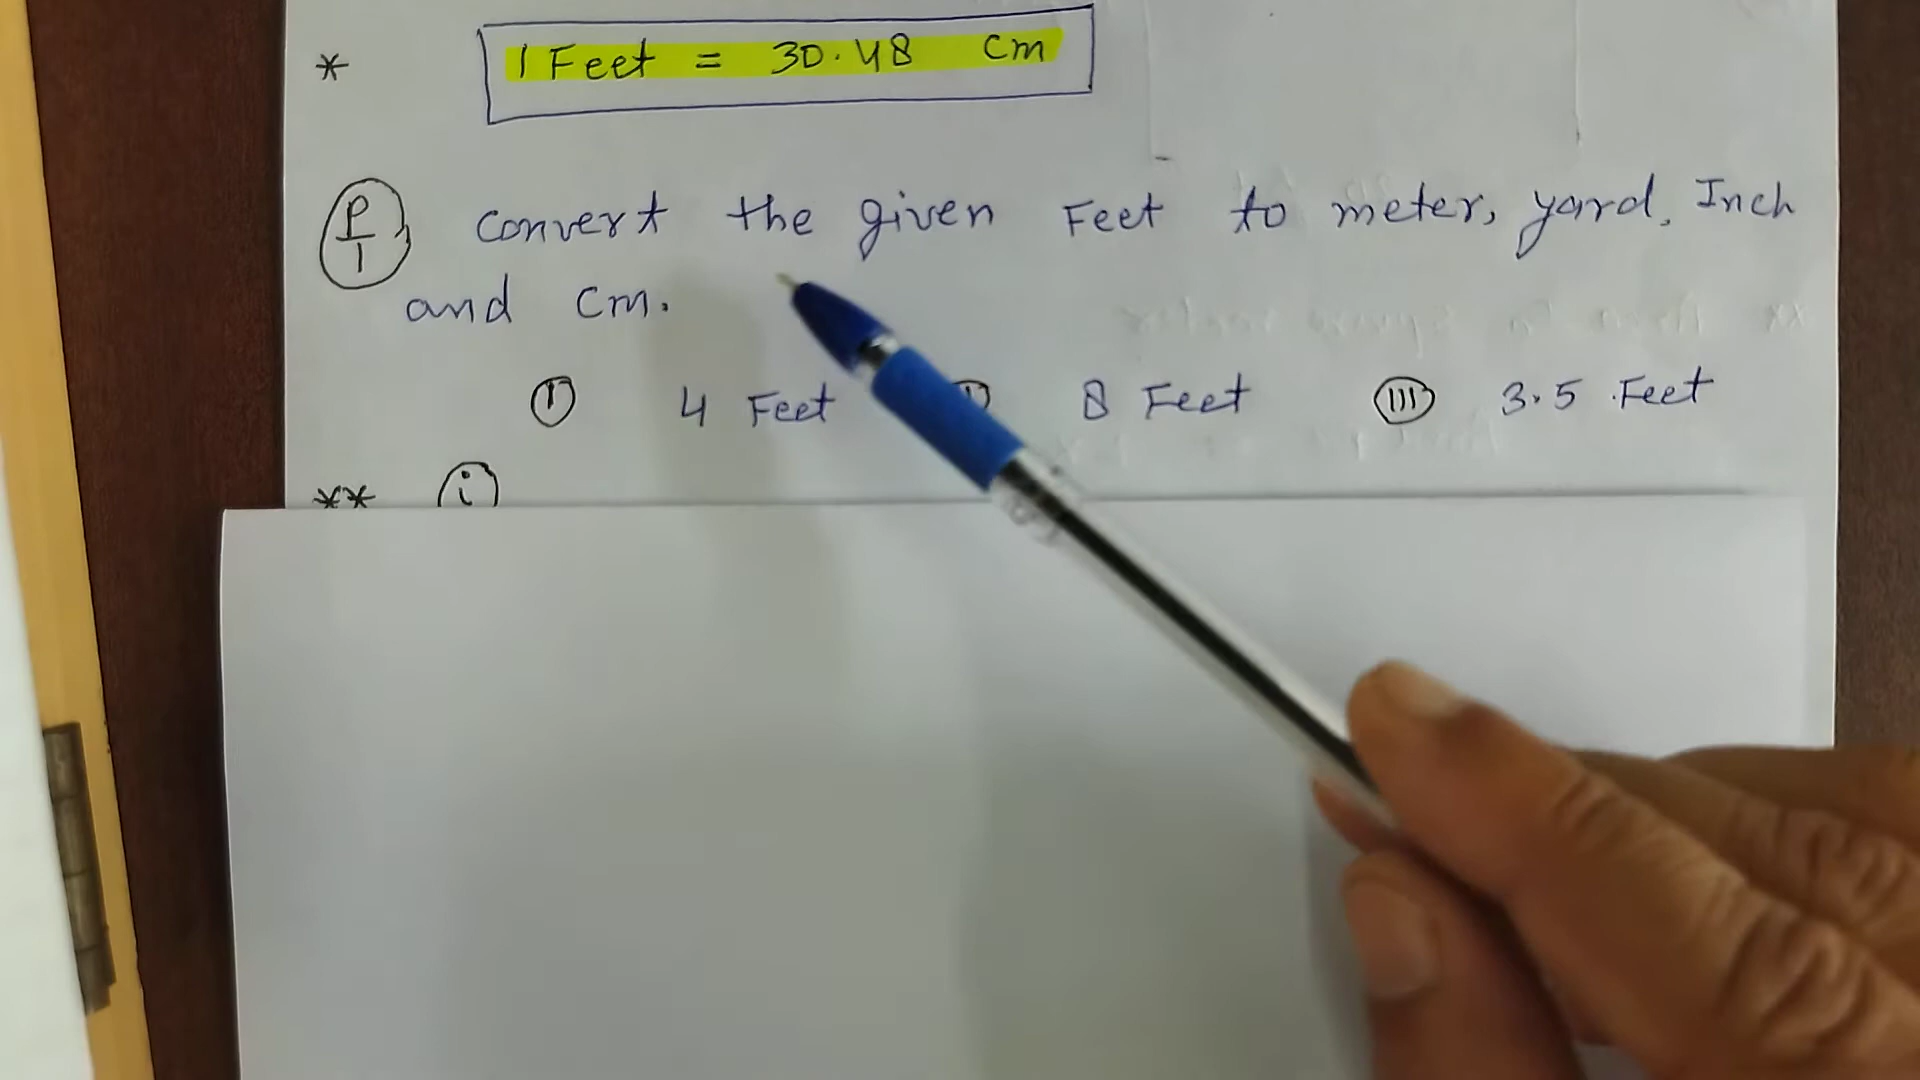 * 1 Feet = 30.48 cm
P/1 convert the given Feet to meter, yard, Inch
and cm.
I 4 Feet 8 Feet III 3.5 Feet
** i